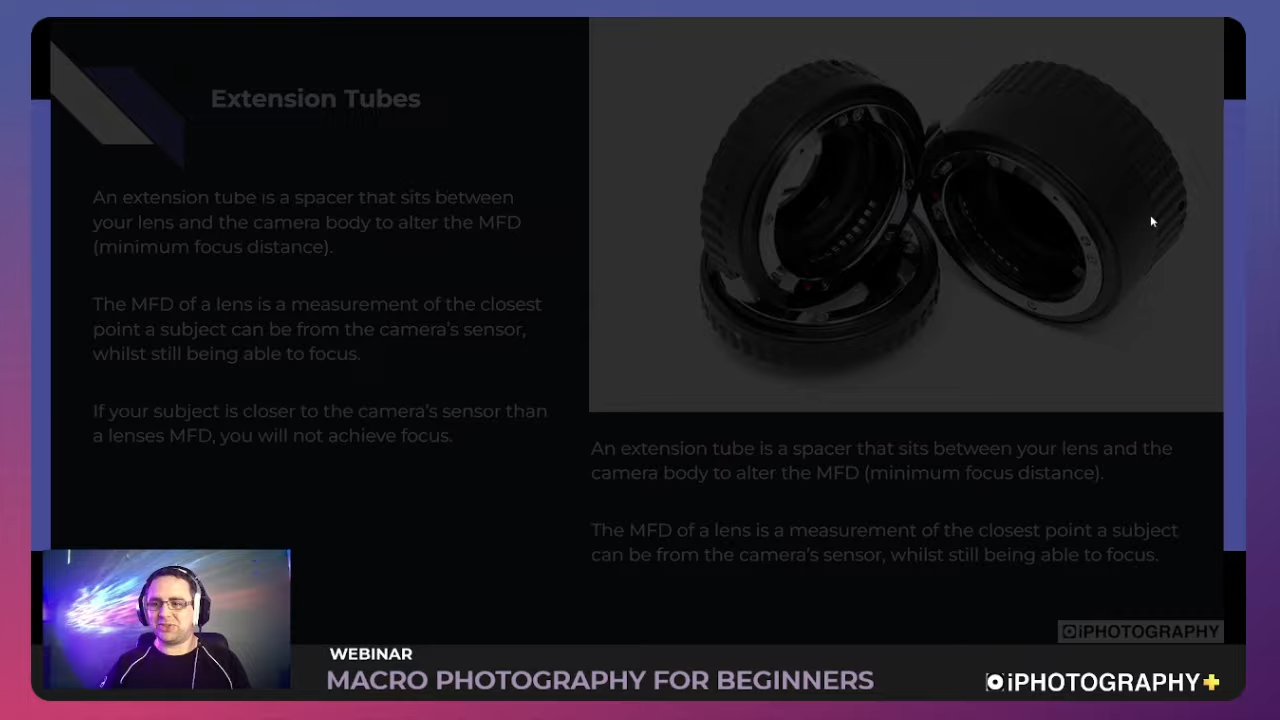 Extension Tubes
An extension tube is a spacer that sits between
your lens and the camera body to alter the MFD
(minimum focus distance).
The MFD of a lens is a measurement of the closest
point a subject can be from the camera's sensor,
whilst still being able to focus.
If your subject is closer to the camera's sensor than
a lenses MFD, you will not achieve focus.
An extension tube is a spacer that sits between your lens and the
camera body to alter the MFD (minimum focus distance).
The MFD of a lens is a measurement of the closest point a subject
can be from the camera's sensor, whilst still being able to focus.
iPHOTOGRAPHY
WEBINAR
MACRO PHOTOGRAPHY FOR BEGINNERS
iPHOTOGRAPHY+